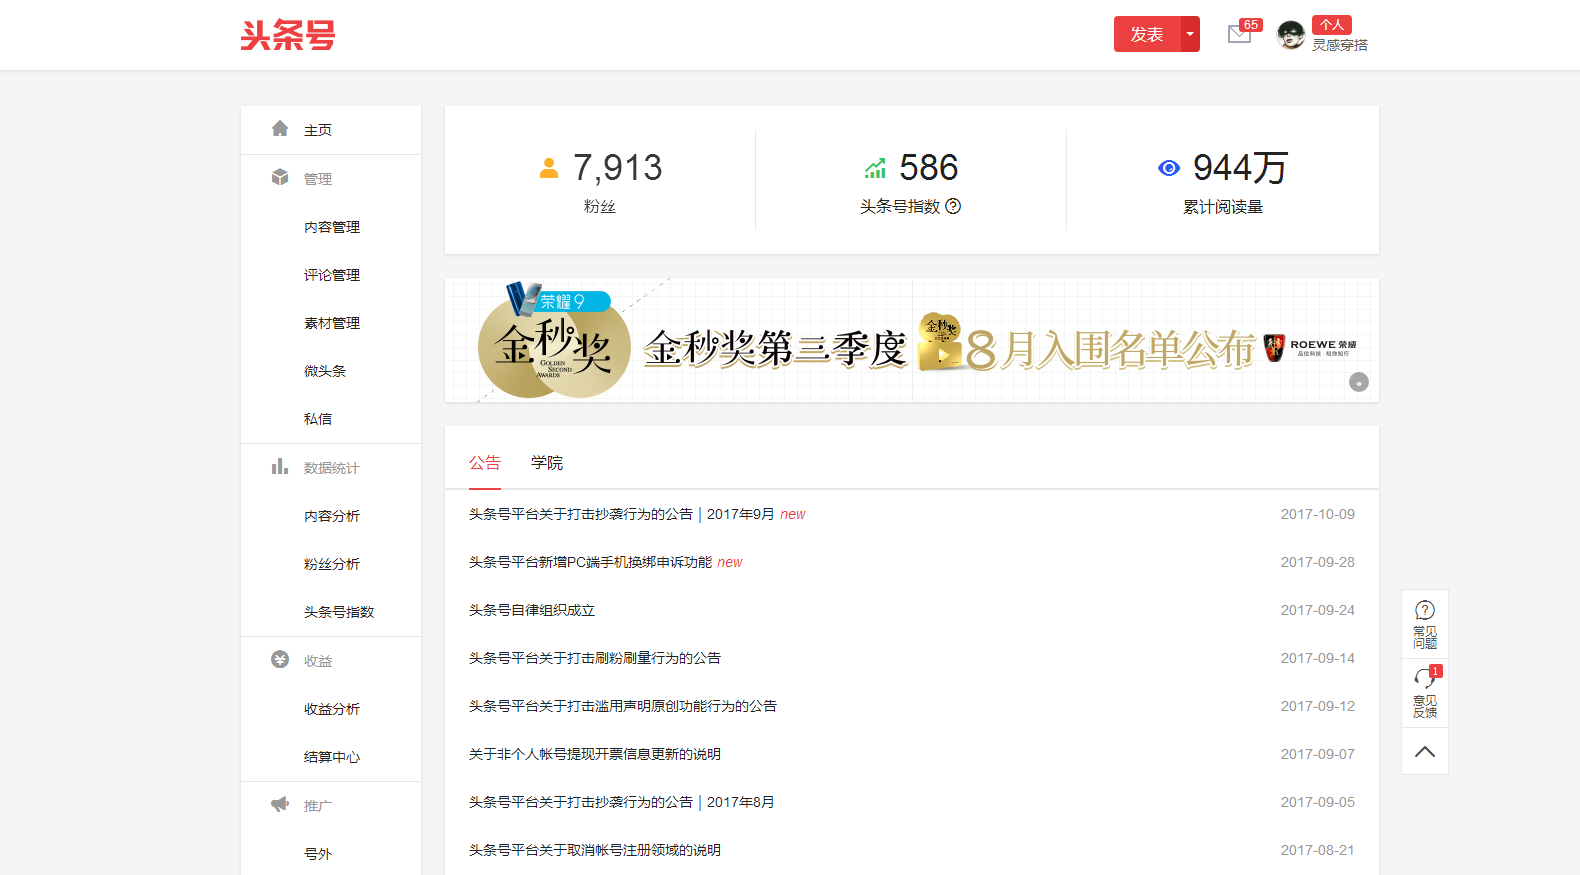 头条号
发表
65
个人
灵感穿搭
主页
管理
内容管理
评论管理
素材管理
微头条
私信
数据统计
内容分析
粉丝分析
头条号指数
收益
收益分析
结算中心
推广
号外
7,913
粉丝
586
头条号指数 ?
944万
累计阅读量
荣耀9
金秒奖
GOLDEN
SECOND
AWARDS
金秒奖第三季度
金秒奖
8月入围名单公布
ROEWE 荣威
品位科技·知你知行
公告 学院
头条号平台关于打击抄袭行为的公告 | 2017年9月 new 2017-10-09
头条号平台新增PC端手机换绑申诉功能 new 2017-09-28
头条号自律组织成立 2017-09-24
头条号平台关于打击刷粉刷量行为的公告 2017-09-14
头条号平台关于打击滥用声明原创功能行为的公告 2017-09-12
关于非个人帐号提现开票信息更新的说明 2017-09-07
头条号平台关于打击抄袭行为的公告 | 2017年8月 2017-09-05
头条号平台关于取消帐号注册领域的说明 2017-08-21
?
常见
问题
1
意见
反馈